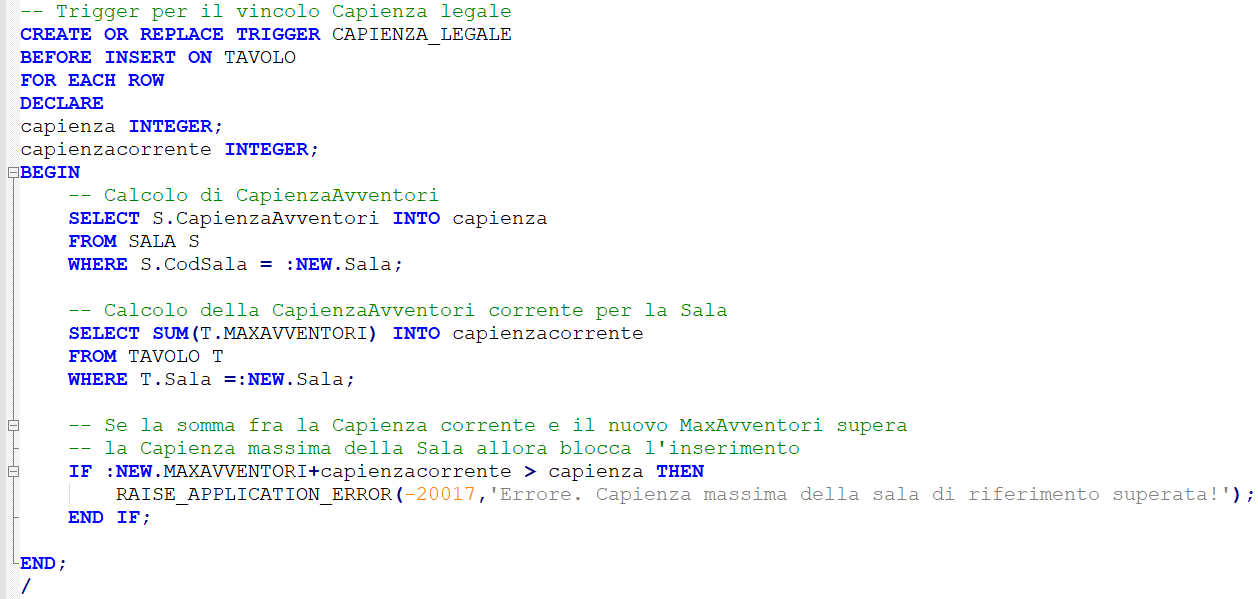 -- Trigger per il vincolo Capienza legale
CREATE OR REPLACE TRIGGER CAPIENZA_LEGALE
BEFORE INSERT ON TAVOLO
FOR EACH ROW
DECLARE
capienza INTEGER;
capienzacorrente INTEGER;
BEGIN
    -- Calcolo di CapienzaAvventori
    SELECT S.CapienzaAvventori INTO capienza
    FROM SALA S
    WHERE S.CodSala = :NEW.Sala;

    -- Calcolo della CapienzaAvventori corrente per la Sala
    SELECT SUM(T.MAXAVVENTORI) INTO capienzacorrente
    FROM TAVOLO T
    WHERE T.Sala =:NEW.Sala;

    -- Se la somma fra la Capienza corrente e il nuovo MaxAvventori supera
    -- la Capienza massima della Sala allora blocca l'inserimento
    IF :NEW.MAXAVVENTORI+capienzacorrente > capienza THEN
        RAISE_APPLICATION_ERROR(-20017,'Errore. Capienza massima della sala di riferimento superata!');
    END IF;

END;
/